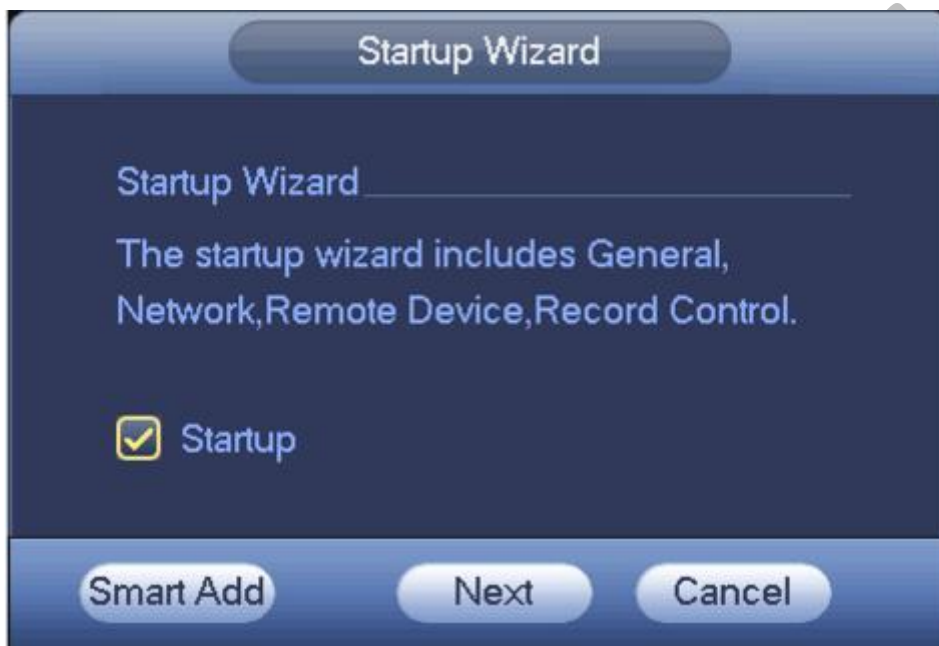 Startup Wizard
Startup Wizard
The startup wizard includes General,
Network,Remote Device,Record Control.
Startup
Smart Add Next Cancel